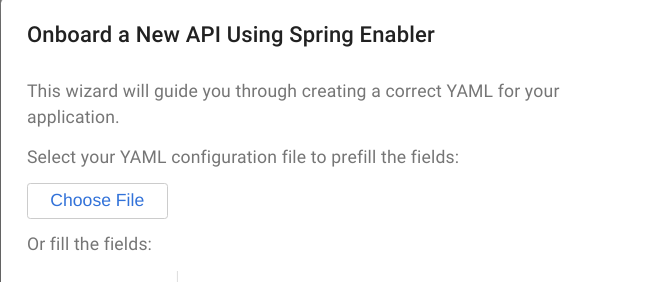 Onboard a New API Using Spring Enabler
This wizard will guide you through creating a correct YAML for your
application.
Select your YAML configuration file to prefill the fields:
Choose File
Or fill the fields: